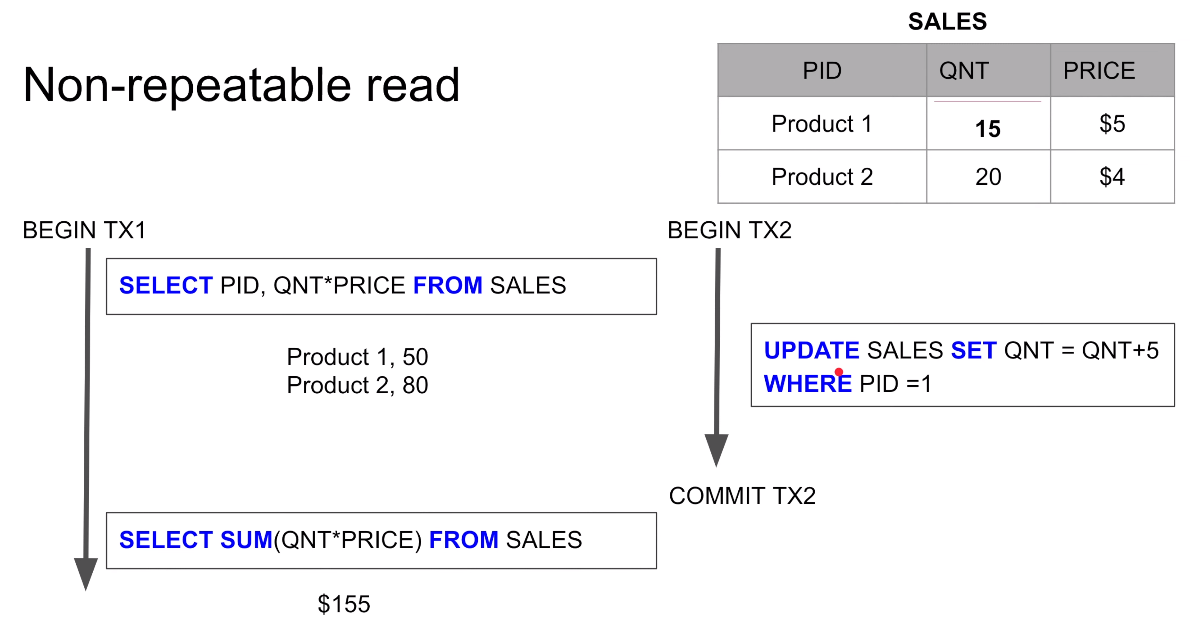 SALES
Non-repeatable read
PID QNT PRICE
Product 1 15 $5
Product 2 20 $4
BEGIN TX1
BEGIN TX2
SELECT PID, QNT*PRICE FROM SALES
Product 1, 50
Product 2, 80
UPDATE SALES SET QNT = QNT+5
WHERE PID =1
COMMIT TX2
SELECT SUM(QNT*PRICE) FROM SALES
$155